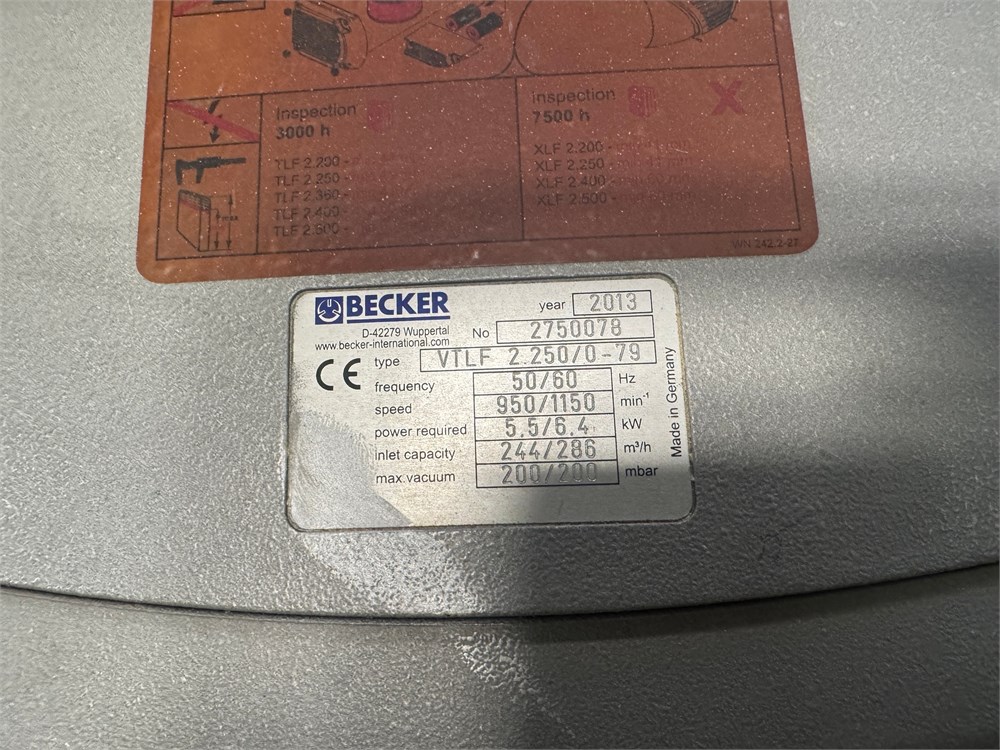 Inspection
3000 h
TLF 2.200 -
TLF 2.250 -
TLF 2.360-
TLF 2.400 -
TLF 2.500 -
Inspection
7500 h
XLF 2.200 -
XLF 2.250 -
XLF 2.400 -
XLF 2.500 -
WN 242.2-27
BECKER
D-42279 Wuppertal
www.becker-international.com
year 2013
No 2750078
type VTLF 2.250/0-79
CE
frequency 50/60 Hz
speed 950/1150 min⁻¹
power required 5.5/6.4 kW
inlet capacity 244/286 m³/h
max.vacuum 200/200 mbar
Made in Germany